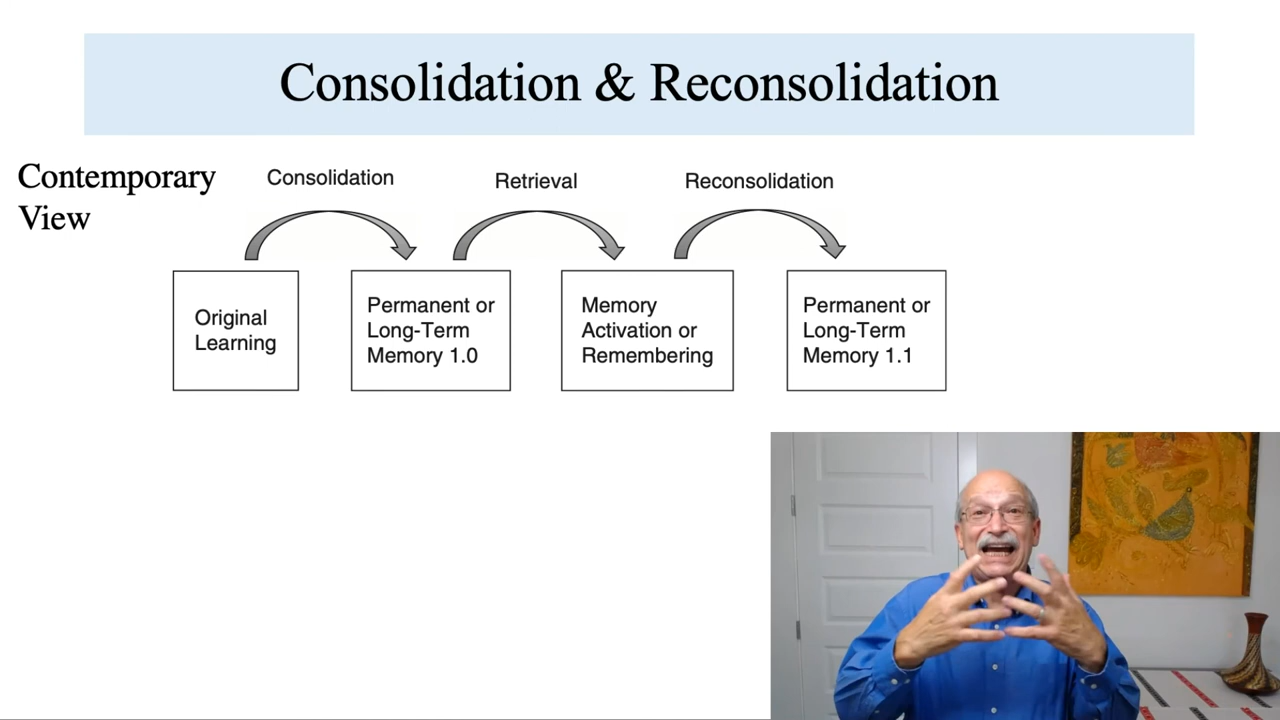 Consolidation & Reconsolidation
Contemporary
View
Consolidation
Retrieval
Reconsolidation
Original
Learning
Permanent or
Long-Term
Memory 1.0
Memory
Activation or
Remembering
Permanent or
Long-Term
Memory 1.1